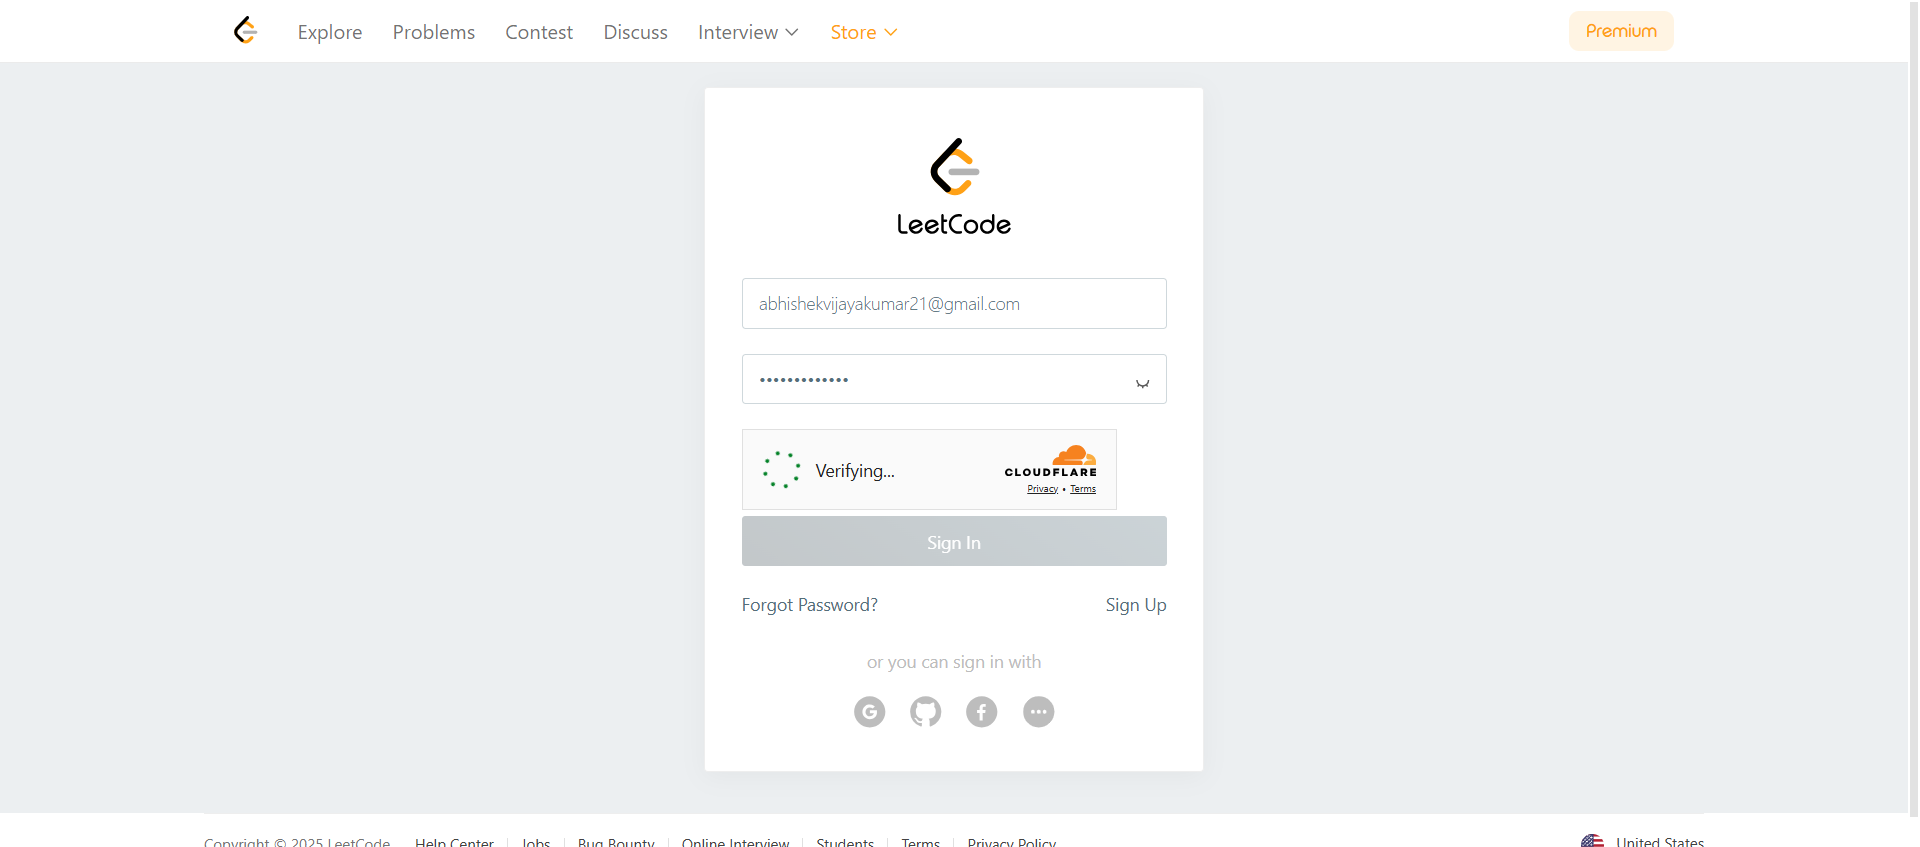 Explore Problems Contest Discuss Interview Store Premium
LeetCode
abhishekvijayakumar21@gmail.com
•••••••••••••
Verifying...
CLOUDFLARE
Privacy • Terms
Sign In
Forgot Password? Sign Up
or you can sign in with
Copyright © 2025 LeetCode Help Center Jobs Bug Bounty Online Interview Students Terms Privacy Policy United States